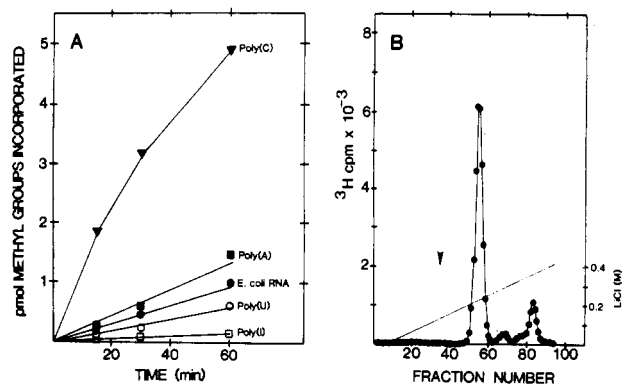 A
pmol METHYL GROUPS INCORPORATED
5
4
3
2
1
Poly(C)
Poly(A)
E. coli RNA
Poly(U)
Poly(I)
20
40
60
TIME (min)
B
³H cpm x 10⁻³
8
6
4
2
0
0.4
0.2
LiCl (M)
20
40
60
80
100
FRACTION NUMBER